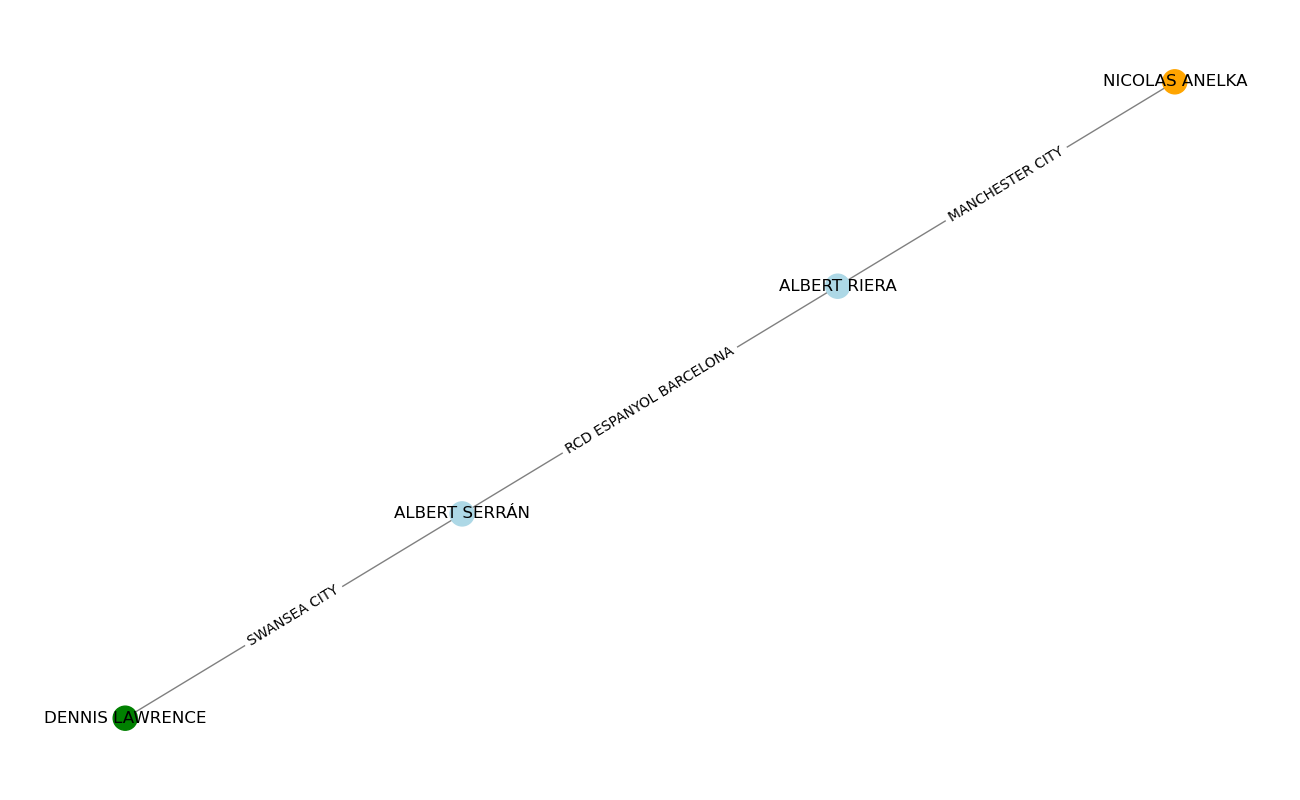 NICOLAS ANELKA
MANCHESTER CITY
ALBERT RIERA
RCD ESPANYOL BARCELONA
ALBERT SERRÁN
SWANSEA CITY
DENNIS LAWRENCE